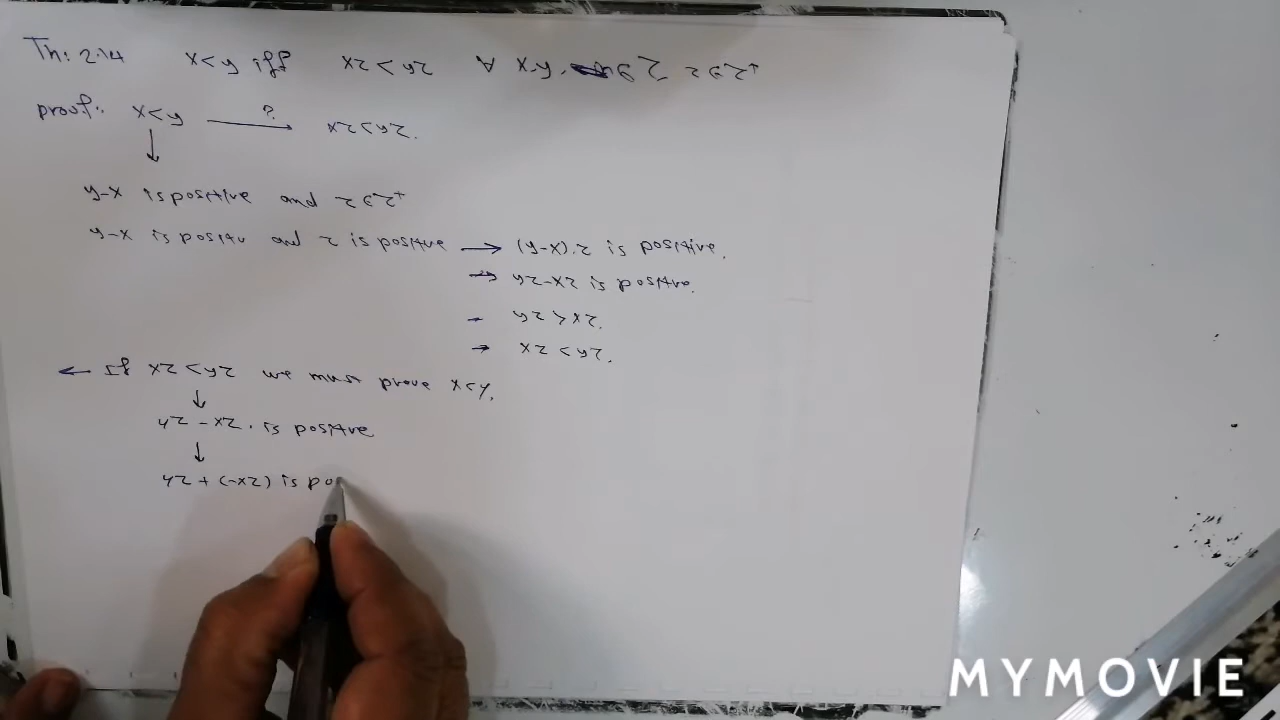 Th: 2.14 x<y iff xz < yz ∀ x,y. z ∋ z⁺
proof: x<y ? → xz<yz.
↓
y-x is positive and z∋z⁺
y-x is positv and z is positive → (y-x).z is positive.
→ yz-xz is positive.
→ yz > xz.
→ xz < yz.
← If xz < yz we must prove x<y.
↓
yz - xz. is positive
↓
yz + (-xz) is po
MYMOVIE